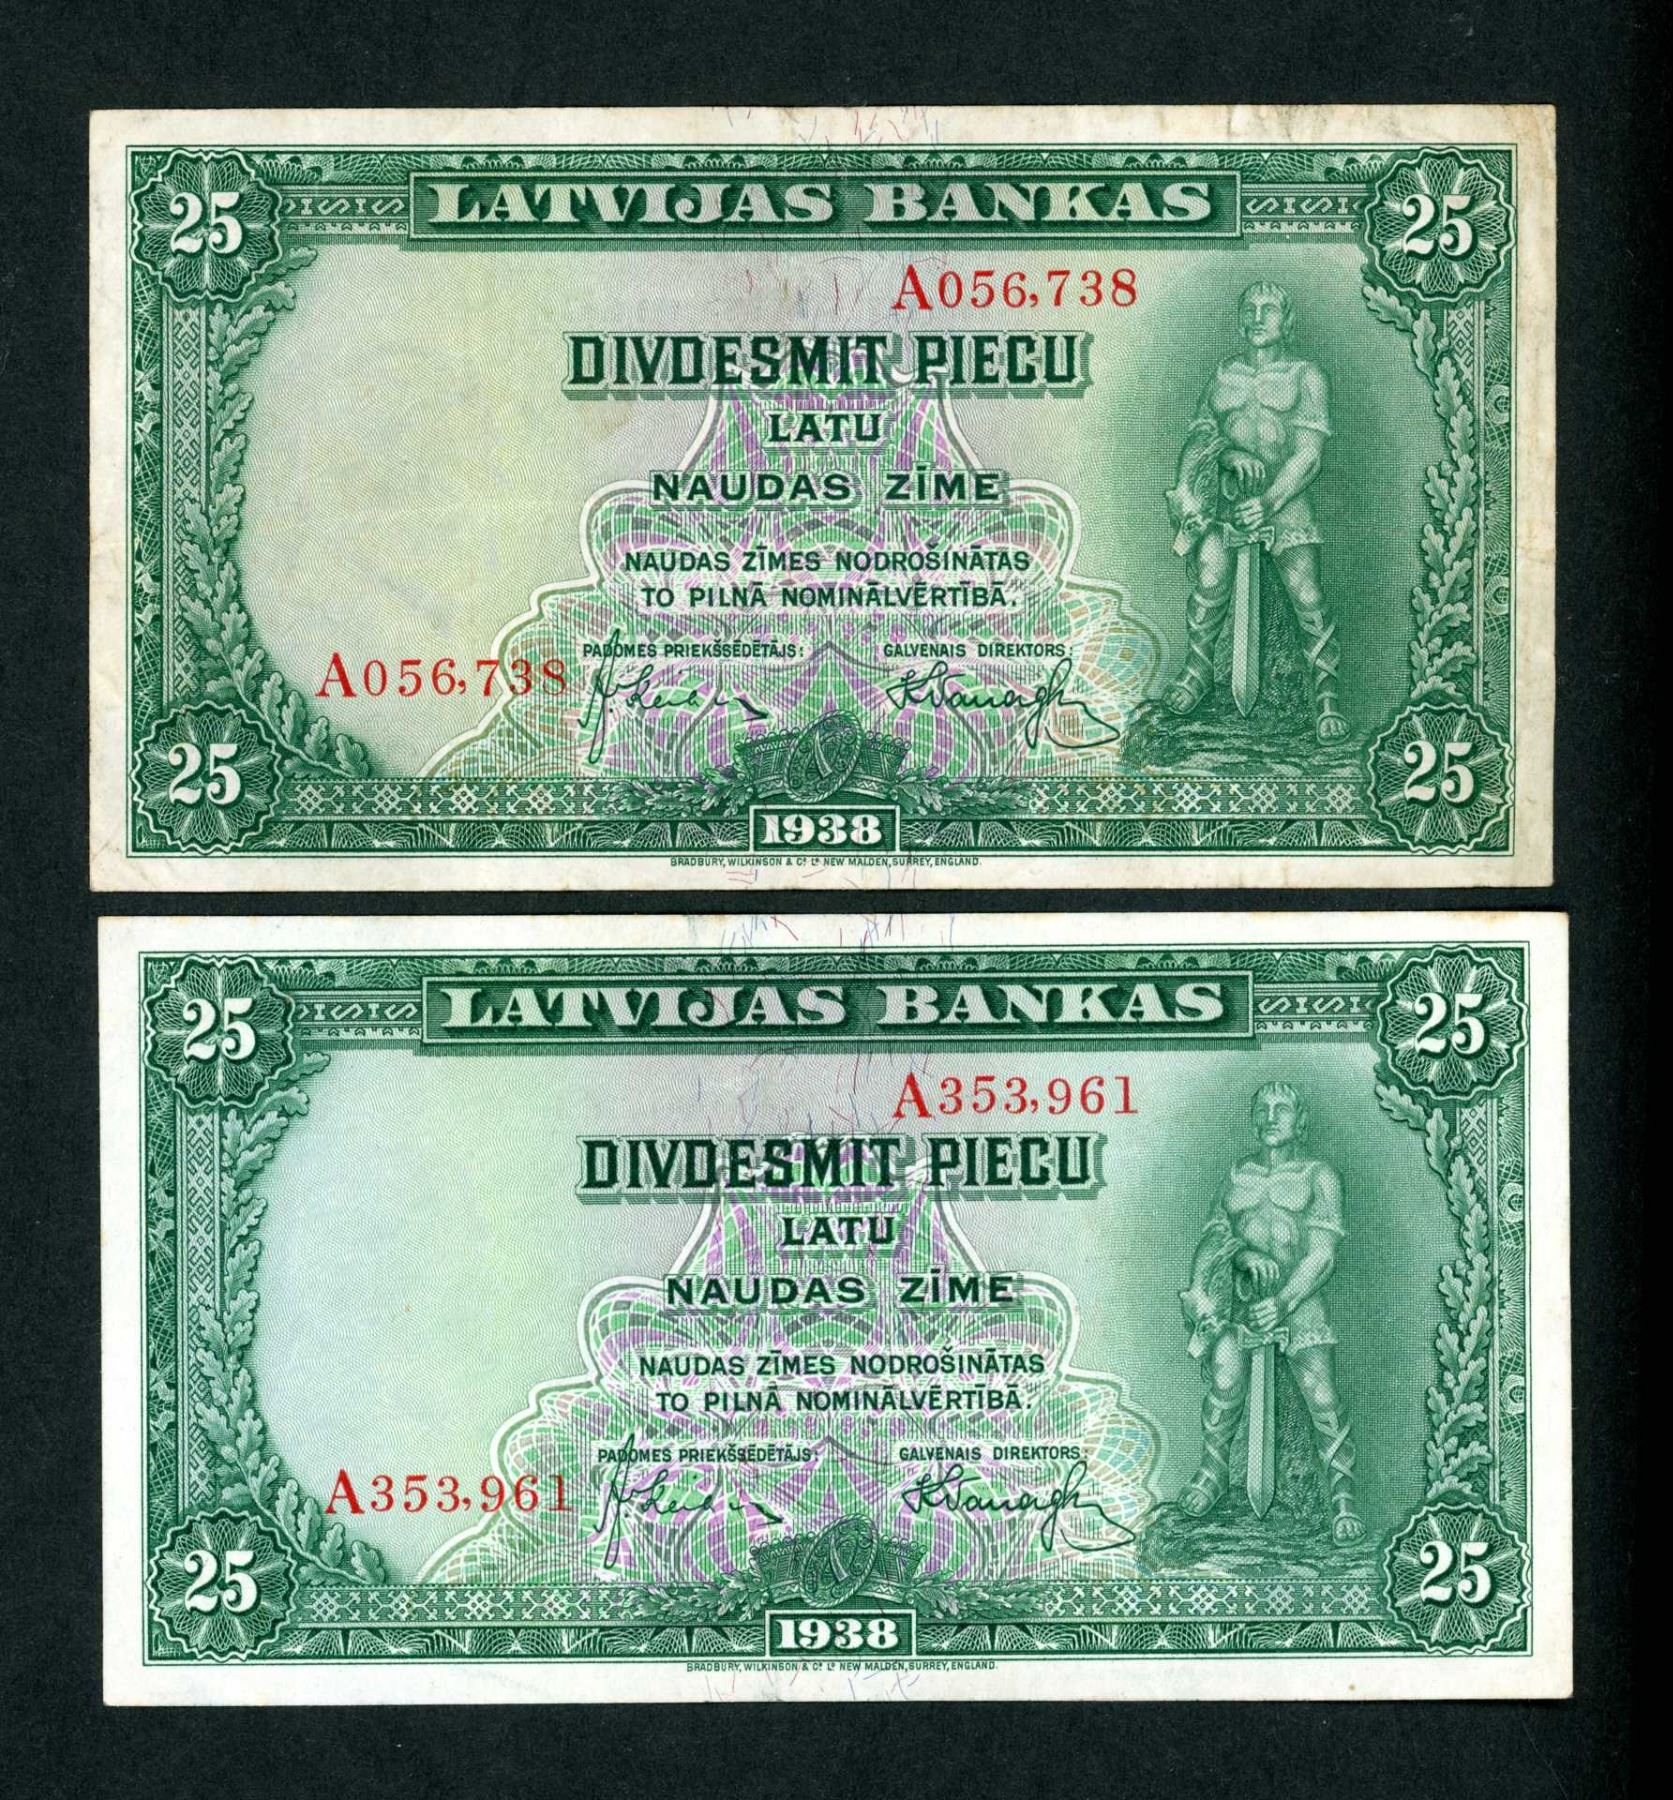 25 LATVIJAS BANKAS 25
A056,738
DIVDESMIT PIECU
LATU
NAUDAS ZĪME
NAUDAS ZĪMES NODROŠINĀTAS
TO PILNĀ NOMINĀLVĒRTĪBĀ.
PADOMES PRIEKŠSĒDĒTĀJS: GALVENAIS DIREKTORS:
A056,738
25 25
1938
BRADBURY, WILKINSON & Cº Lᵈ NEW MALDEN, SURREY, ENGLAND.
25 LATVIJAS BANKAS 25
A353,961
DIVDESMIT PIECU
LATU
NAUDAS ZĪME
NAUDAS ZĪMES NODROŠINĀTAS
TO PILNĀ NOMINĀLVĒRTĪBĀ.
PADOMES PRIEKŠSĒDĒTĀJS: GALVENAIS DIREKTORS:
A353,961
25 25
1938
BRADBURY, WILKINSON & Cº Lᵈ NEW MALDEN, SURREY, ENGLAND.